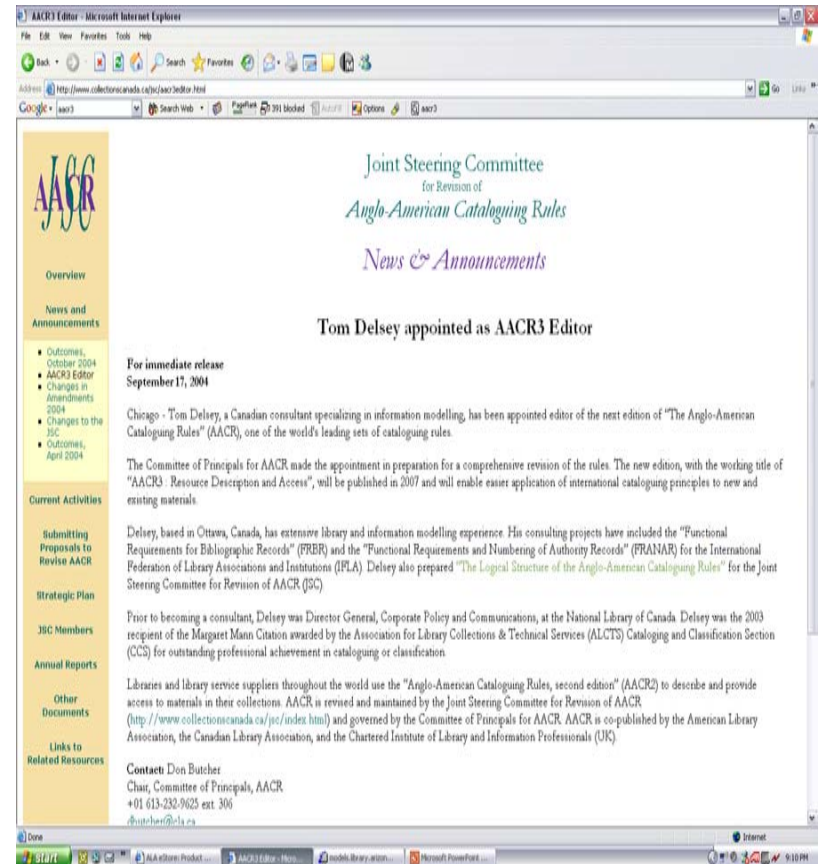 AACR3 Editor - Microsoft Internet Explorer
File Edit View Favorites Tools Help
Back Search Favorites
Address http://www.collectionscanada.ca/jsc/aacr3editor.html Go Links
Google aacr3 Search Web PageRank 391 blocked AutoFill Options aacr3
JSC
AACR
Joint Steering Committee
for Revision of
Anglo-American Cataloguing Rules
News & Announcements
Overview
News and
Announcements
Outcomes,
October 2004
AACR3 Editor
Changes in
Amendments
2004
Changes to the
JSC
Outcomes,
April 2004
Current Activities
Submitting
Proposals to
Revise AACR
Strategic Plan
JSC Members
Annual Reports
Other
Documents
Links to
Related Resources
Tom Delsey appointed as AACR3 Editor
For immediate release
September 17, 2004
Chicago - Tom Delsey, a Canadian consultant specializing in information modelling, has been appointed editor of the next edition of "The Anglo-American
Cataloguing Rules" (AACR), one of the world's leading sets of cataloguing rules.
The Committee of Principals for AACR made the appointment in preparation for a comprehensive revision of the rules. The new edition, with the working title of
"AACR3 : Resource Description and Access", will be published in 2007 and will enable easier application of international cataloguing principles to new and
existing materials.
Delsey, based in Ottawa, Canada, has extensive library and information modelling experience. His consulting projects have included the "Functional
Requirements for Bibliographic Records" (FRBR) and the "Functional Requirements and Numbering of Authority Records" (FRANAR) for the International
Federation of Library Associations and Institutions (IFLA). Delsey also prepared "The Logical Structure of the Anglo-American Cataloguing Rules" for the Joint
Steering Committee for Revision of AACR (JSC).
Prior to becoming a consultant, Delsey was Director General, Corporate Policy and Communications, at the National Library of Canada. Delsey was the 2003
recipient of the Margaret Mann Citation awarded by the Association for Library Collections & Technical Services (ALCTS) Cataloging and Classification Section
(CCS) for outstanding professional achievement in cataloguing or classification.
Libraries and library service suppliers throughout the world use the "Anglo-American Cataloguing Rules, second edition" (AACR2) to describe and provide
access to materials in their collections. AACR is revised and maintained by the Joint Steering Committee for Revision of AACR
(http://www.collectionscanada.ca/jsc/index.html) and governed by the Committee of Principals for AACR. AACR is co-published by the American Library
Association, the Canadian Library Association, and the Chartered Institute of Library and Information Professionals (UK).
Contact: Don Butcher
Chair, Committee of Principals, AACR
+01 613-232-9625 ext. 306
dbutcher@cla.ca
Done Internet
start ALA eStore: Product ... AACR3 Editor - Micro... models.library.arizon... Microsoft PowerPoint ... 9:10 PM